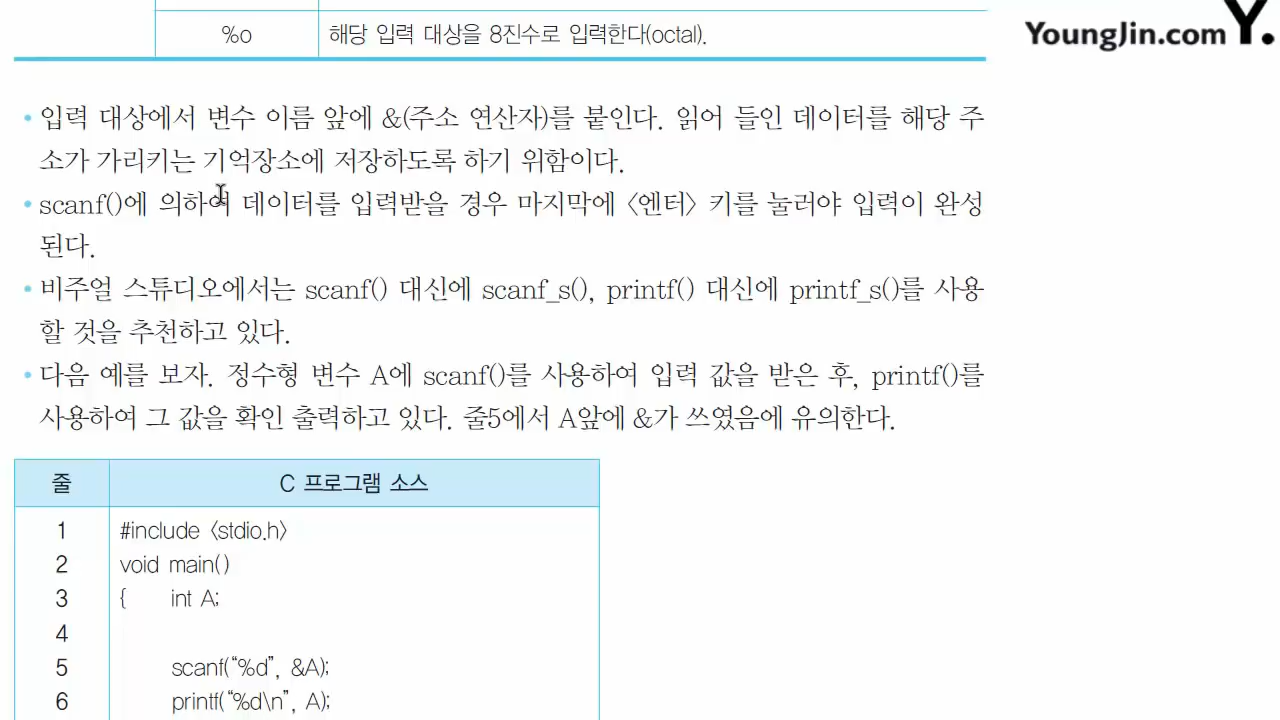 %o 해당 입력 대상을 8진수로 입력한다(octal).
YoungJin.com Y.
• 입력 대상에서 변수 이름 앞에 &(주소 연산자)를 붙인다. 읽어 들인 데이터를 해당 주
소가 가리키는 기억장소에 저장하도록 하기 위함이다.
• scanf()에 의하여 데이터를 입력받을 경우 마지막에 〈엔터〉 키를 눌러야 입력이 완성
된다.
• 비주얼 스튜디오에서는 scanf() 대신에 scanf_s(), printf() 대신에 printf_s()를 사용
할 것을 추천하고 있다.
• 다음 예를 보자. 정수형 변수 A에 scanf()를 사용하여 입력 값을 받은 후, printf()를
사용하여 그 값을 확인 출력하고 있다. 줄5에서 A앞에 &가 쓰였음에 유의한다.
줄 C 프로그램 소스
1 #include 〈stdio.h〉
2 void main()
3 { int A;
4
5 scanf(“%d”, &A);
6 printf(“%d\n”, A);